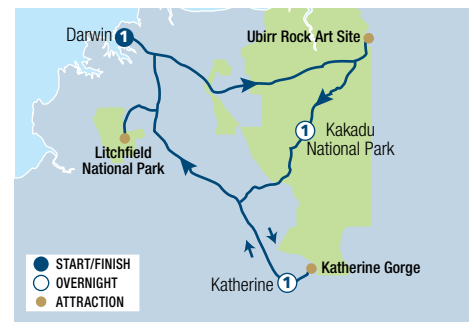 Darwin 1
Ubirr Rock Art Site
1 Kakadu
National Park
Litchfield
National Park
Katherine Gorge
Katherine 1
START/FINISH
OVERNIGHT
ATTRACTION